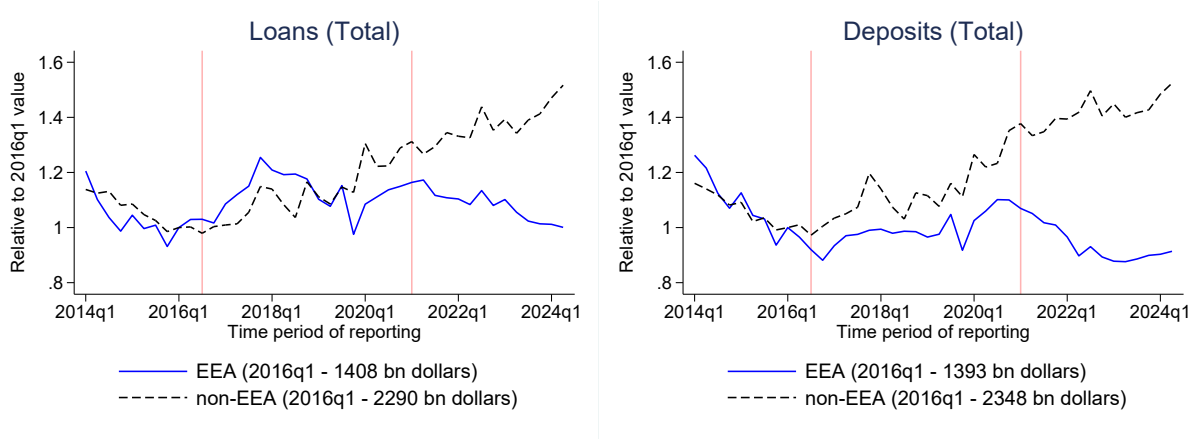 Loans (Total)
Relative to 2016q1 value
1.6
1.4
1.2
1
.8
2014q1 2016q1 2018q1 2020q1 2022q1 2024q1
Time period of reporting
EEA (2016q1 - 1408 bn dollars)
non-EEA (2016q1 - 2290 bn dollars)
Deposits (Total)
Relative to 2016q1 value
1.6
1.4
1.2
1
.8
2014q1 2016q1 2018q1 2020q1 2022q1 2024q1
Time period of reporting
EEA (2016q1 - 1393 bn dollars)
non-EEA (2016q1 - 2348 bn dollars)